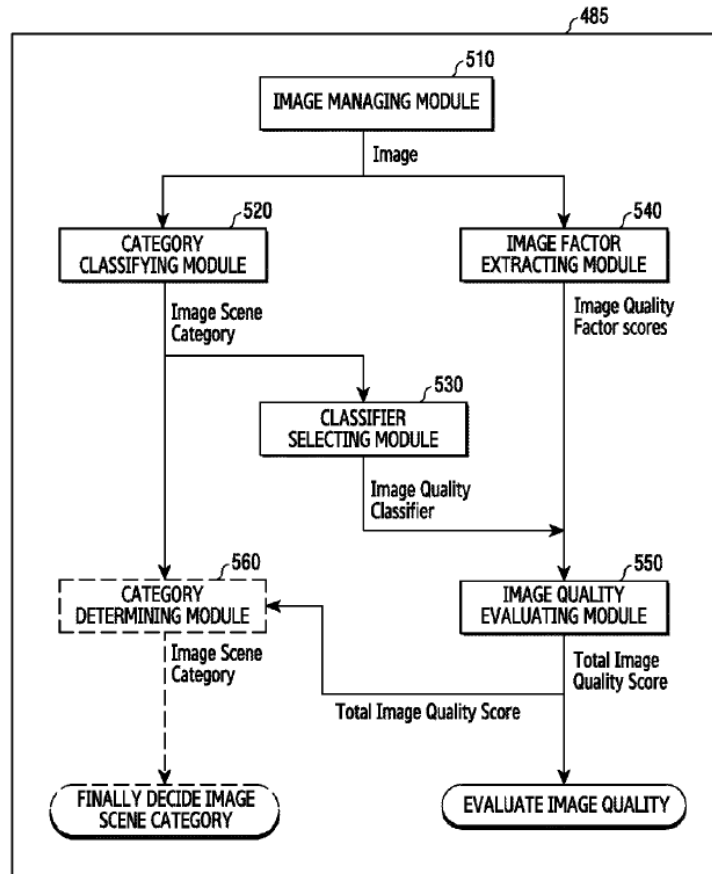 485
510
IMAGE MANAGING MODULE
Image
520
CATEGORY
CLASSIFYING MODULE
540
IMAGE FACTOR
EXTRACTING MODULE
Image Scene
Category
Image Quality
Factor scores
530
CLASSIFIER
SELECTING MODULE
Image Quality
Classifier
560
CATEGORY
DETERMINING MODULE
550
IMAGE QUALITY
EVALUATING MODULE
Image Scene
Category
Total Image
Quality Score
Total Image Quality Score
FINALLY DECIDE IMAGE
SCENE CATEGORY
EVALUATE IMAGE QUALITY